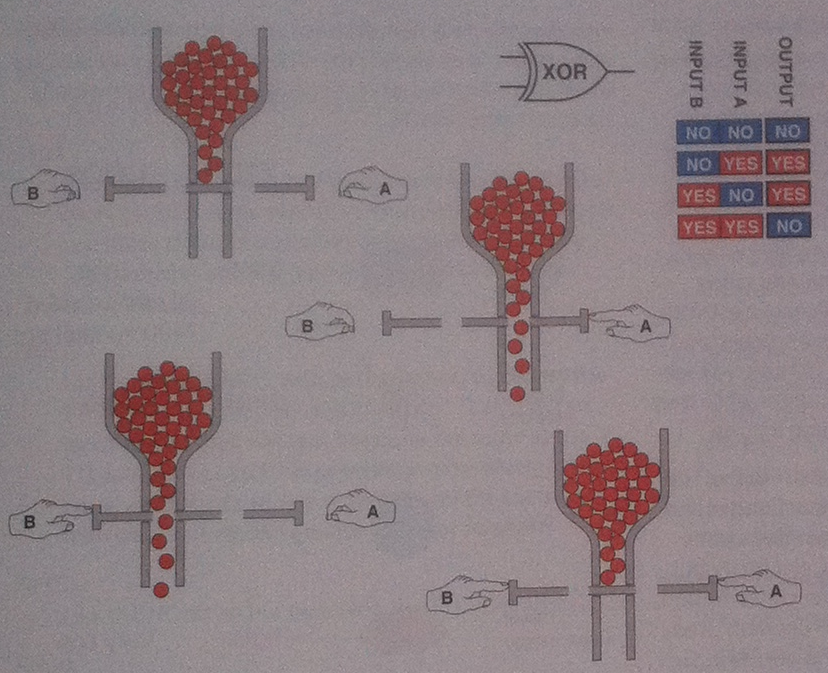 XOR
INPUT B INPUT A OUTPUT
NO NO NO
NO YES YES
YES NO YES
YES YES NO
B A
B A
B A
B A